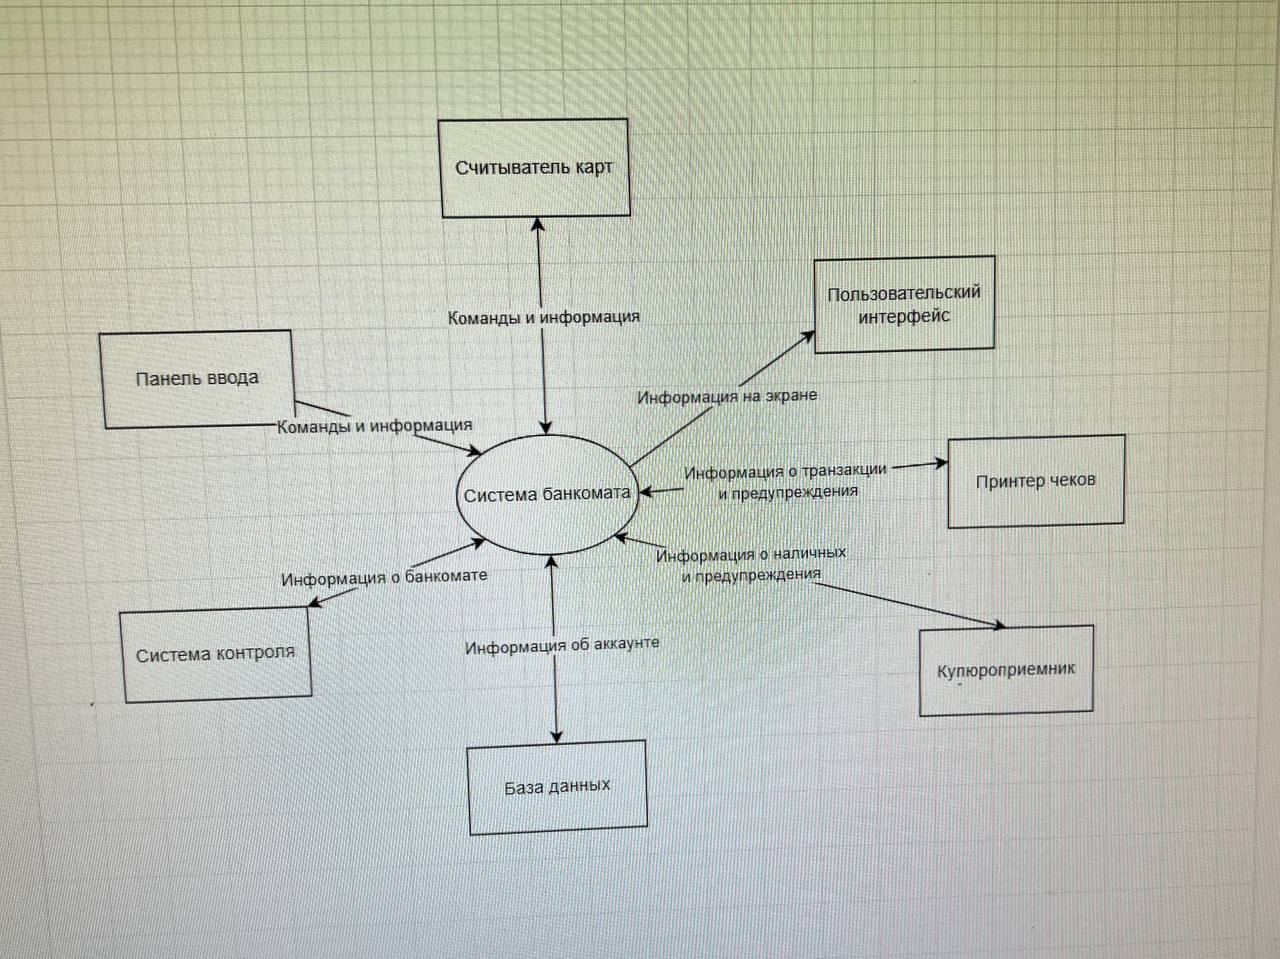 Считыватель карт
Пользовательский
интерфейс
Команды и информация
Панель ввода
Информация на экране
Команды и информация
Информация о транзакции
и предупреждения
Принтер чеков
Система банкомата
Информация о наличных
и предупреждения
Информация о банкомате
Система контроля
Информация об аккаунте
Купюроприемник
База данных